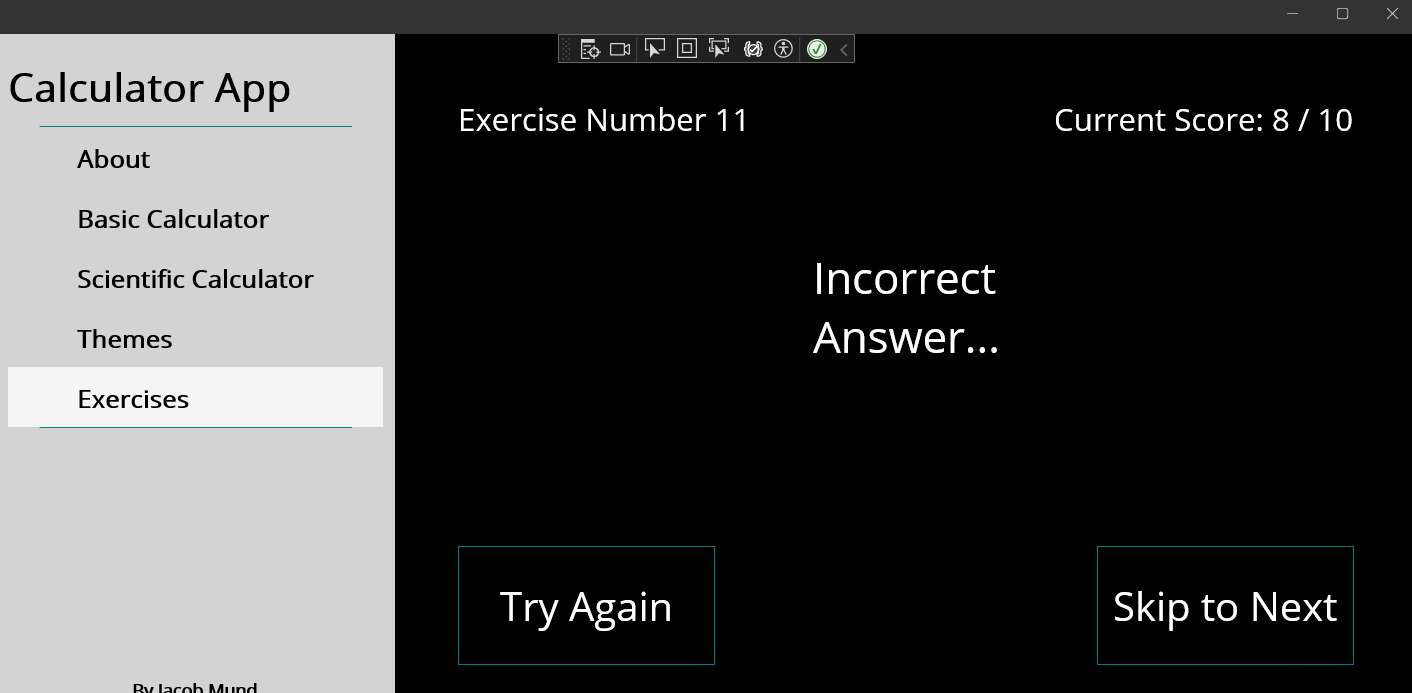 Calculator App
About
Basic Calculator
Scientific Calculator
Themes
Exercises
By Jacob Mund
Exercise Number 11
Current Score: 8 / 10
Incorrect
Answer...
Try Again
Skip to Next